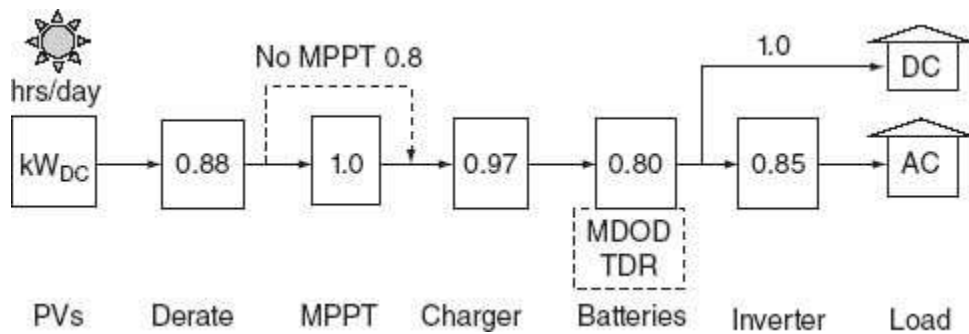 No MPPT 0.8
1.0
DC
hrs/day
kWDC
0.88
1.0
0.97
0.80
0.85
AC
MDOD
TDR
PVs
Derate
MPPT
Charger
Batteries
Inverter
Load